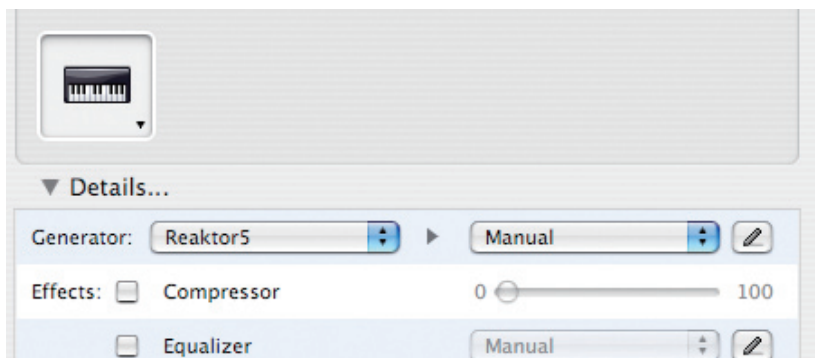 Details...
Generator: Reaktor5 Manual
Effects: Compressor 0 100
Equalizer Manual